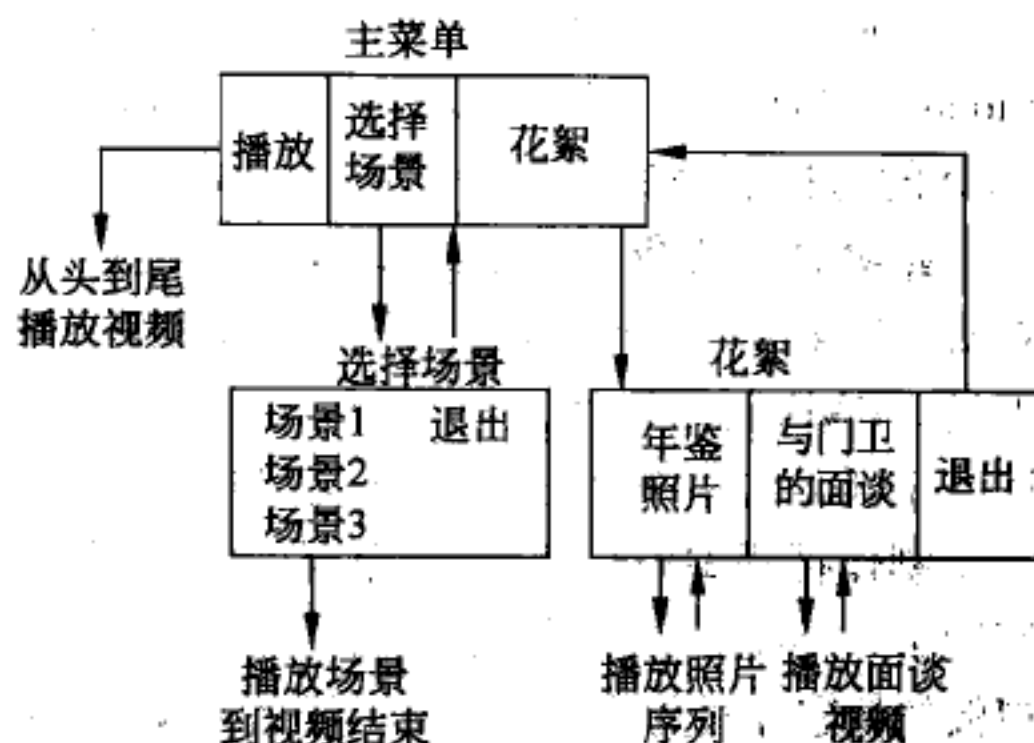 主菜单
播放
选择
场景
花絮
从头到尾
播放视频
选择场景
场景1
退出
场景2
场景3
花絮
年鉴
照片
与门卫
的面谈
退出
播放场景
到视频结束
播放照片
序列
播放面谈
视频